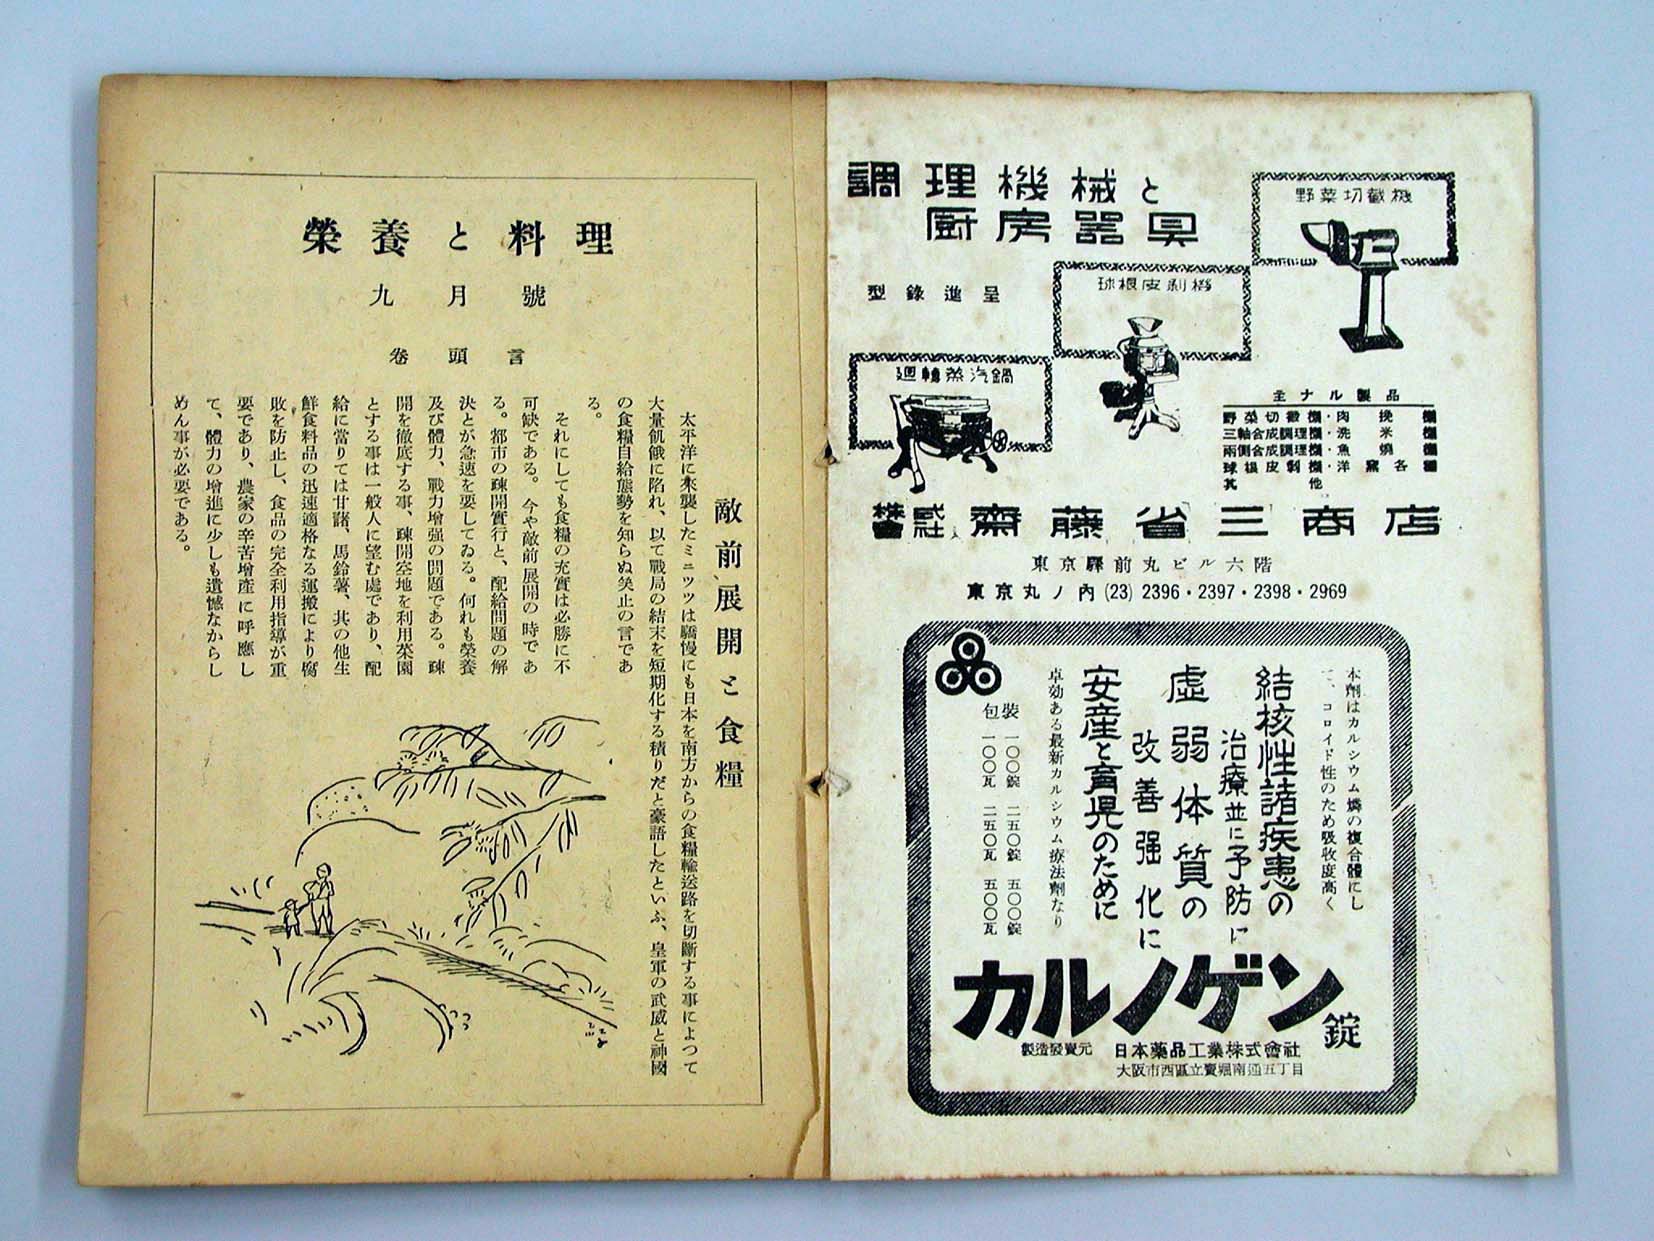 調理機械と
厨房器具
型錄進呈
野菜切截機
球根皮剝機
廻轉蒸汽鍋
主ナル製品
野菜切截機・肉挽機
三軸合成調理機・洗米機
兩側合成調理機・魚燒機
球根皮剝機・洋窯各種
其他
株式會社 齋藤省三商店
東京驛前丸ビル六階
東京丸ノ内(23)2396・2397・2398・2969
本劑はカルシウム燐の複合體にし
て、コロイド性のため吸收度高く
結核性諸疾患の
治療並に予防に
虚弱体質の
改善强化に
安産と育児のために
卓効ある最新カルシウム療法劑なり
包裝 一〇〇錠 二五〇錠 五〇〇錠
一〇〇瓦 二五〇瓦 五〇〇瓦
カルノゲン錠
製造發賣元 日本薬品工業株式會社
大阪市西區立賣堀南通五丁目
榮養と料理
九月號
卷頭言
敵前展開と食糧
太平洋に來襲したミニッツは驕慢にも日本を南方からの食糧輸送路を切斷する事によつて
大量飢餓に陷れ、以て戰局の結末を短期化する積りだと豪語したといふ、皇軍の武威と神國
の食糧自給態勢を知らぬ笑止の言であ
る。
それにしても食糧の充實は必勝に不
可缺である。今や敵前展開の時であ
る。都市の疎開實行と、配給問題の解
決とが急速を要してゐる。何れも榮養
及び體力、戰力增强の問題である。疎
開を徹底する事、疎開空地を利用菜園
とする事は一般人に望む處であり、配
給に當りては甘藷、馬鈴薯、其の他生
鮮食料品の迅速適格なる運搬により腐
敗を防止し、食品の完全利用指導が重
要であり、農家の辛苦增産に呼應し
て、體力の增進に少しも遺憾なからし
めん事が必要である。